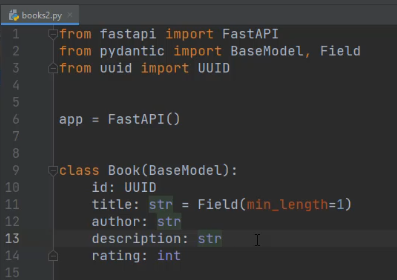 books2.py
1 from fastapi import FastAPI
2 from pydantic import BaseModel, Field
3 from uuid import UUID
4
5
6 app = FastAPI()
7
8
9 class Book(BaseModel):
10     id: UUID
11     title: str = Field(min_length=1)
12     author: str
13     description: str
14     rating: int